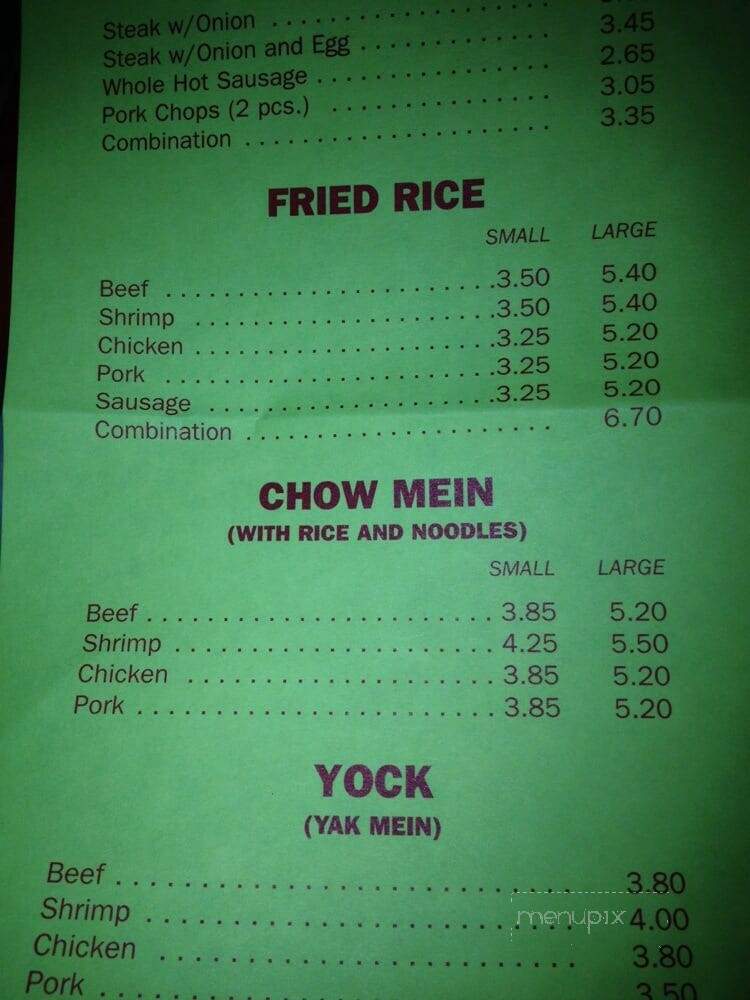 Steak w/Onion . . . . . . . . . . . . . . . . . . . .
Steak w/Onion and Egg . . . . . . . . . . . . . . 3.45
Whole Hot Sausage . . . . . . . . . . . . . . . . . 2.65
Pork Chops (2 pcs.) . . . . . . . . . . . . . . . . 3.05
Combination . . . . . . . . . . . . . . . . . . . . . . 3.35
FRIED RICE
SMALL LARGE
Beef . . . . . . . . . . . . . . . . . . . . . . . .3.50 5.40
Shrimp . . . . . . . . . . . . . . . . . . . . . .3.50 5.40
Chicken . . . . . . . . . . . . . . . . . . . . . .3.25 5.20
Pork . . . . . . . . . . . . . . . . . . . . . . . .3.25 5.20
Sausage . . . . . . . . . . . . . . . . . . . . .3.25 5.20
Combination . . . . . . . . . . . . . . . . . . . . . . 6.70
CHOW MEIN
(WITH RICE AND NOODLES)
SMALL LARGE
Beef . . . . . . . . . . . . . . . . . . . . . . . 3.85 5.20
Shrimp . . . . . . . . . . . . . . . . . . . . . 4.25 5.50
Chicken . . . . . . . . . . . . . . . . . . . . 3.85 5.20
Pork . . . . . . . . . . . . . . . . . . . . . . . 3.85 5.20
YOCK
(YAK MEIN)
Beef . . . . . . . . . . . . . . . . . . . . . . . . . . . 3.80
Shrimp . . . . . . . . . . . . . . . . . . . . . . . . . 4.00
menupix
Chicken . . . . . . . . . . . . . . . . . . . . . . . . 3.80
Pork . . . . . . . . . . . . . . . . . . . . . . . . . . . 3.50